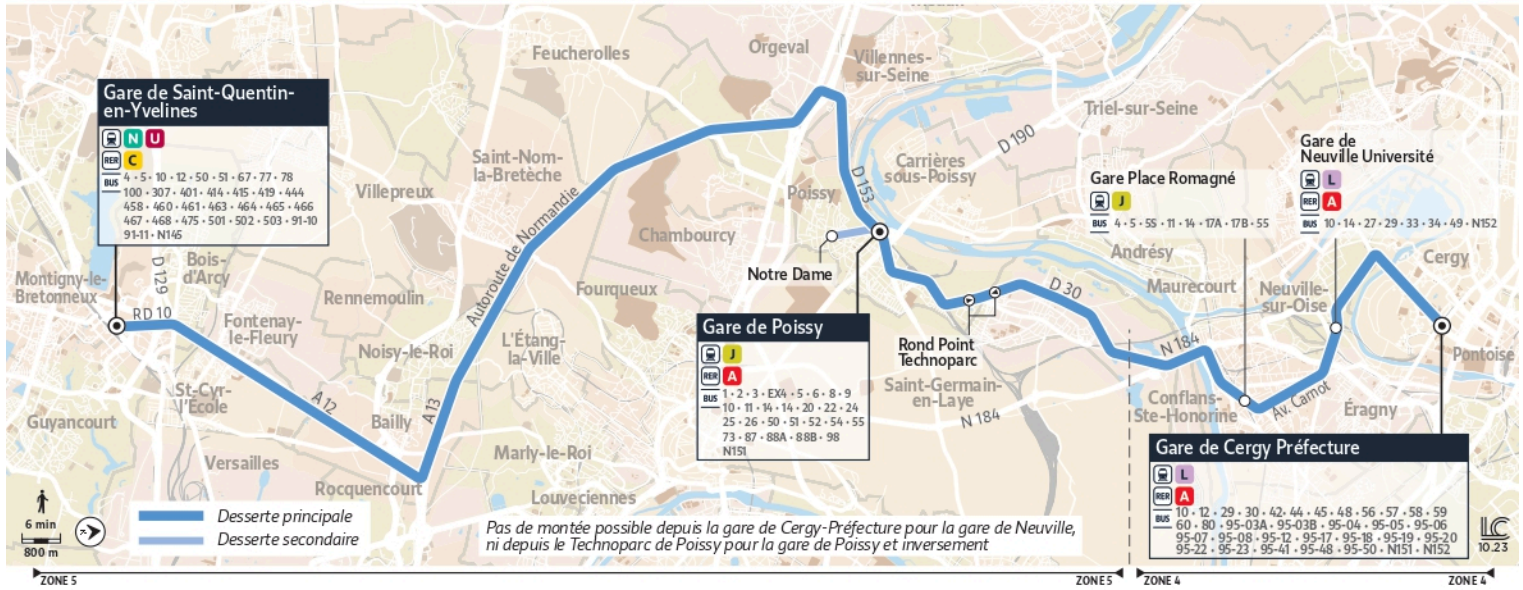 Feucherolles
Orgeval
Villennes-
sur-Seine
Triel-sur-Seine
Gare de Saint-Quentin-
en-Yvelines
N U
RER C
BUS 4 • 5 • 10 • 12 • 50 • 51 • 67 • 77 • 78
100 • 307 • 401 • 414 • 415 • 419 • 444
458 • 460 • 461 • 463 • 464 • 465 • 466
467 • 468 • 475 • 501 • 502 • 503 • 91-10
91-11 • N145
Saint-Nom-
la-Bretèche
Villepreux
D 190
Carrières
sous-Poissy
Poissy
D 153
Gare Place Romagné
J
BUS 4 • 5 • 5S • 11 • 14 • 17A • 17B • 55
Gare de
Neuville Université
L
RER A
BUS 10 • 14 • 27 • 29 • 33 • 34 • 49 • N152
Chambourcy
Notre Dame
Autoroute de Normandie
Montigny-le-
Bretonneux
D 129
Bois-
d'Arcy
Rennemoulin
Fourqueux
Andrésy
Maurecourt
Neuville-
sur-Oise
Cergy
RD 10
Fontenay-
le-Fleury
Noisy-le-Roi
L'Étang-
la-Ville
D 30
Gare de Poissy
J
RER A
BUS 1 • 2 • 3 • EX4 • 5 • 6 • 8 • 9
10 • 11 • 14 • 14 • 20 • 22 • 24
25 • 26 • 50 • 51 • 52 • 54 • 55
73 • 87 • 88A • 88B • 98
N151
Rond Point
Technoparc
N 184
Pontoise
St-Cyr-
l'École
A 12
A 13
Bailly
Guyancourt
Saint-Germain-
en-Laye
N 184
Conflans-
Ste-Honorine
Av. Carnot
Éragny
Versailles
Rocquencourt
Marly-le-Roi
Louveciennes
Gare de Cergy Préfecture
L
RER A
BUS 10 • 12 • 29 • 30 • 42 • 44 • 45 • 48 • 56 • 57 • 58 • 59
60 • 80 • 95-03A • 95-03B • 95-04 • 95-05 • 95-06
95-07 • 95-08 • 95-12 • 95-17 • 95-18 • 95-19 • 95-20
95-22 • 95-23 • 95-41 • 95-48 • 95-50 • N151 • N152
6 min
800 m
Desserte principale
Desserte secondaire
Pas de montée possible depuis la gare de Cergy-Préfecture pour la gare de Neuville,
ni depuis le Technoparc de Poissy pour la gare de Poissy et inversement
LC
10.23
ZONE 5
ZONE 5
ZONE 4
ZONE 4